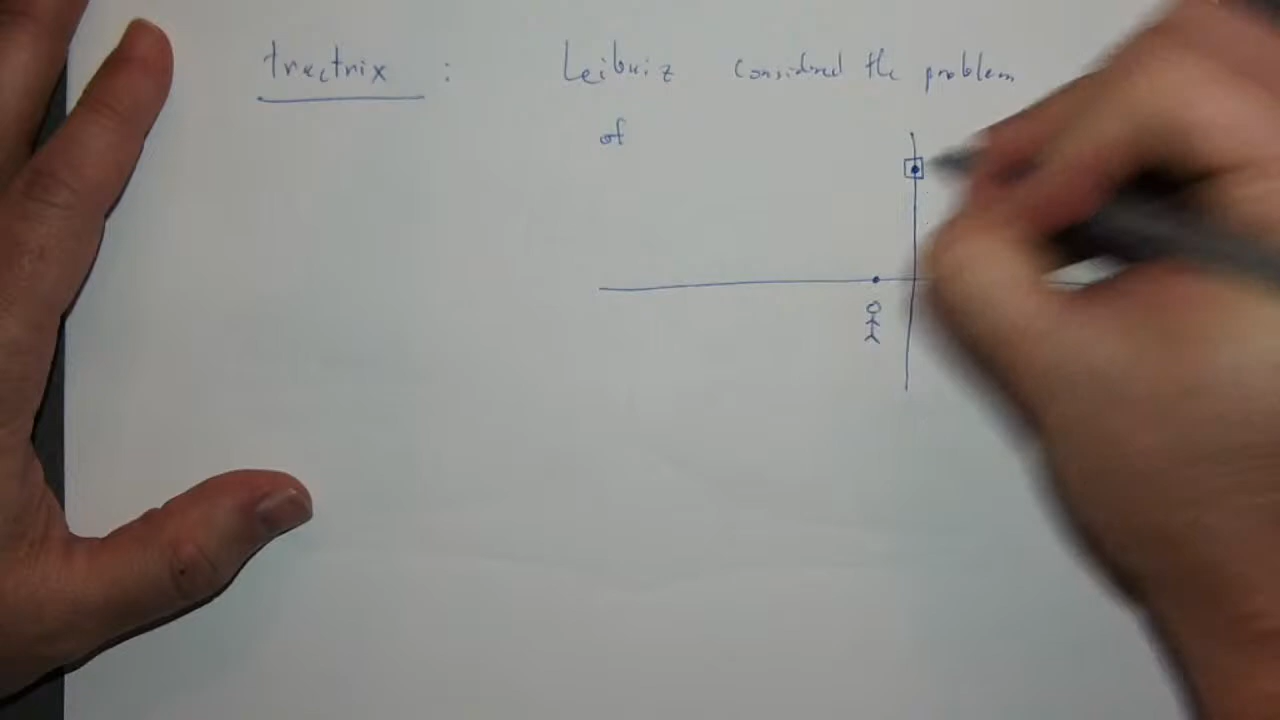 tractrix : Leibniz considered the problem
of